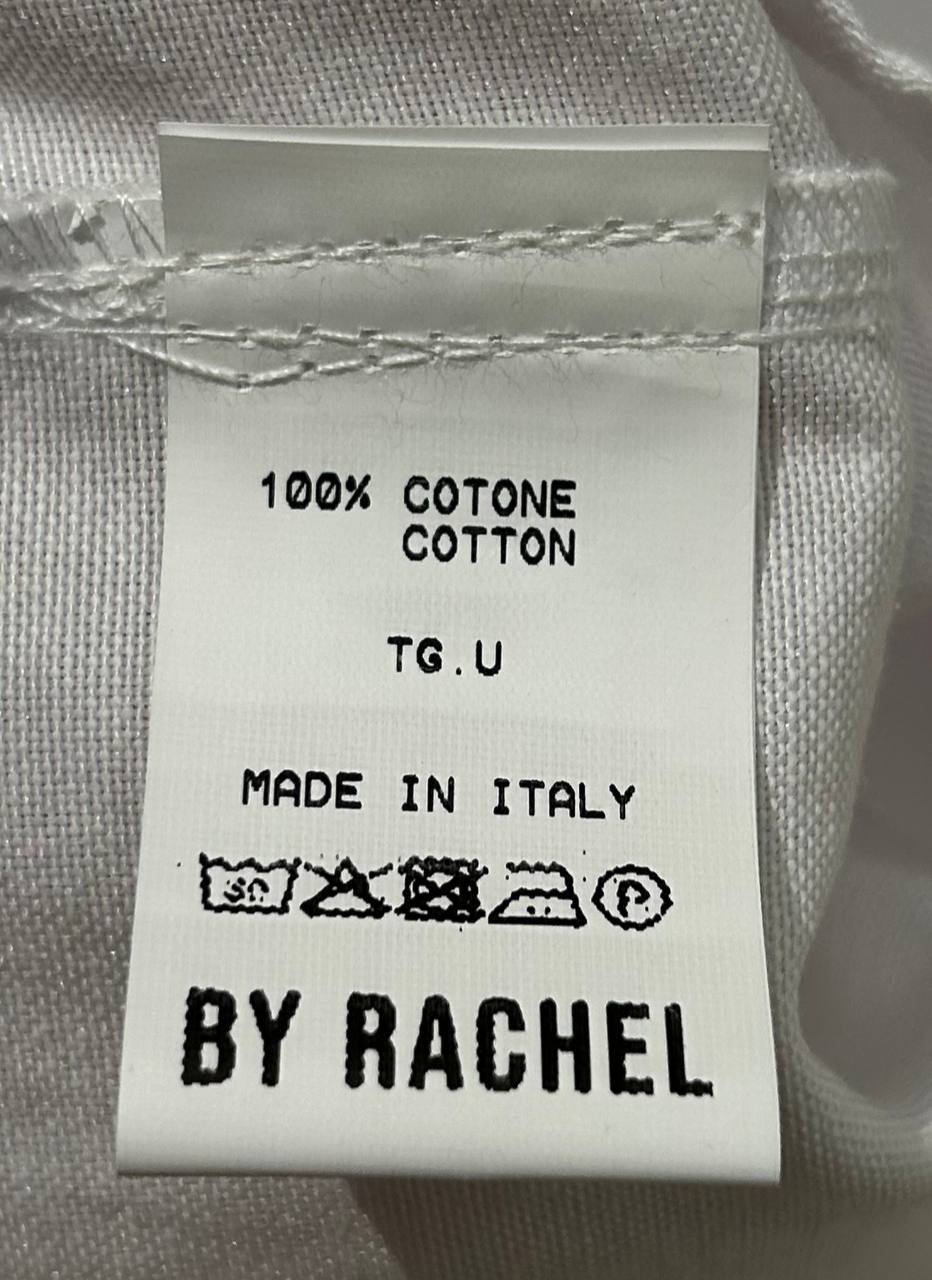 100% COTONE
COTTON
TG.U
MADE IN ITALY
P
BY RACHEL